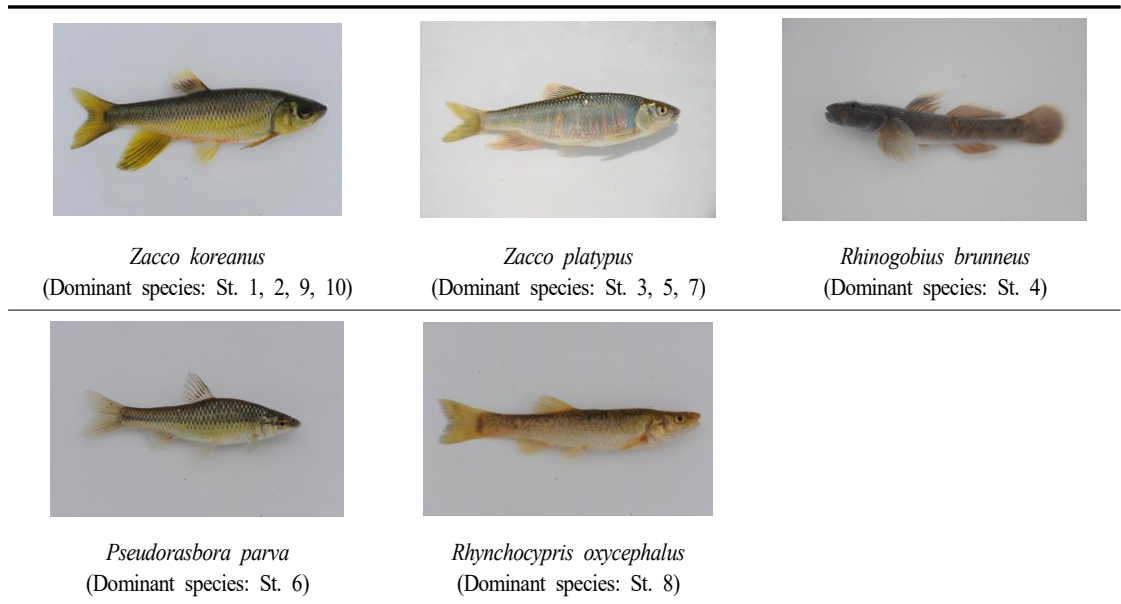 Zacco koreanus
(Dominant species: St. 1, 2, 9, 10)
Zacco platypus
(Dominant species: St. 3, 5, 7)
Rhinogobius brunneus
(Dominant species: St. 4)
Pseudorasbora parva
(Dominant species: St. 6)
Rhynchocypris oxycephalus
(Dominant species: St. 8)